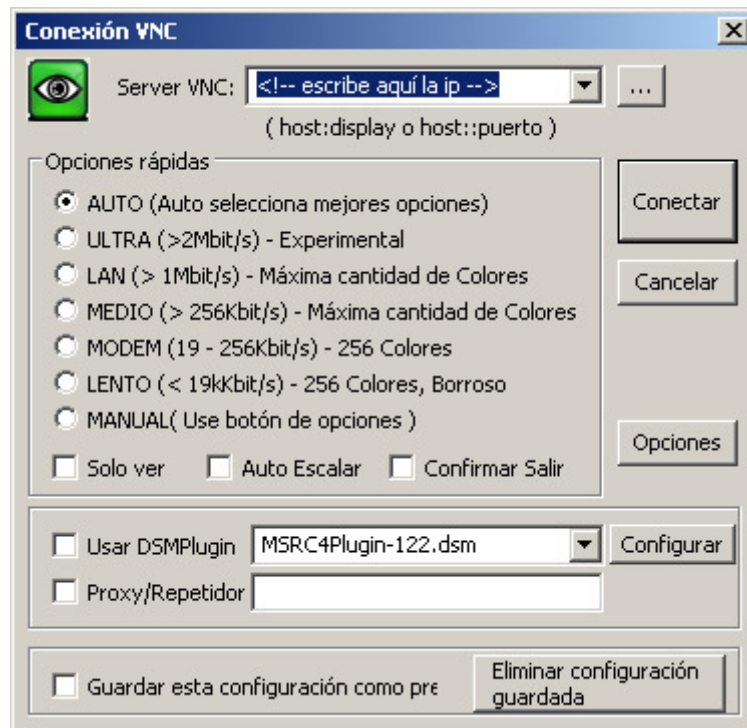 Conexión VNC
Server VNC: <!-- escribe aquí la ip --> ...
( host:display o host::puerto )
Opciones rápidas
AUTO (Auto selecciona mejores opciones)
Conectar
ULTRA (>2Mbit/s) - Experimental
LAN (> 1Mbit/s) - Máxima cantidad de Colores
Cancelar
MEDIO (> 256Kbit/s) - Máxima cantidad de Colores
MODEM (19 - 256Kbit/s) - 256 Colores
LENTO (< 19kKbit/s) - 256 Colores, Borroso
MANUAL( Use botón de opciones )
Opciones
Solo ver Auto Escalar Confirmar Salir
Usar DSMPlugin MSRC4Plugin-122.dsm Configurar
Proxy/Repetidor
Guardar esta configuración como pre
Eliminar configuración
guardada